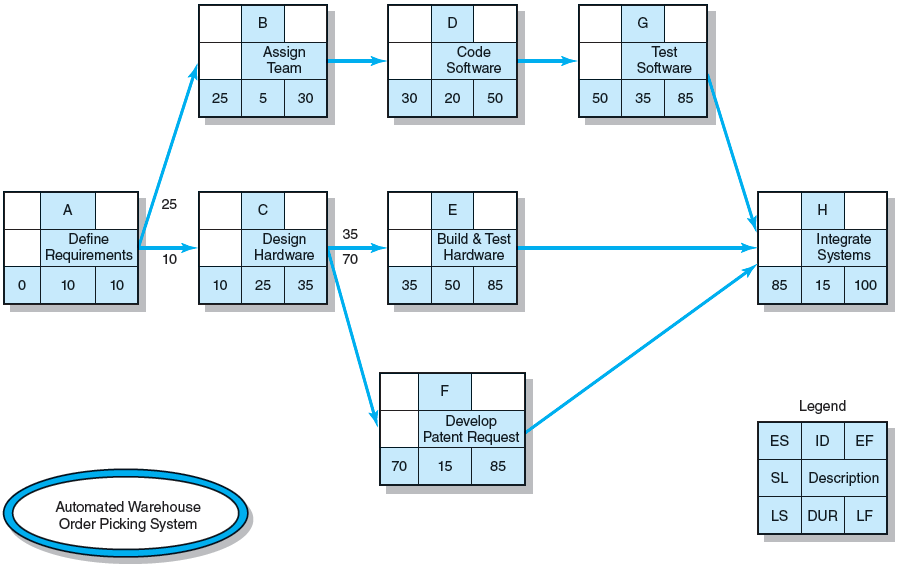 B
Assign
Team
25 5 30
D
Code
Software
30 20 50
G
Test
Software
50 35 85
A
Define
Requirements
0 10 10
25
10
C
Design
Hardware
10 25 35
35
70
E
Build & Test
Hardware
35 50 85
H
Integrate
Systems
85 15 100
F
Develop
Patent Request
70 15 85
Legend
ES ID EF
SL Description
LS DUR LF
Automated Warehouse
Order Picking System